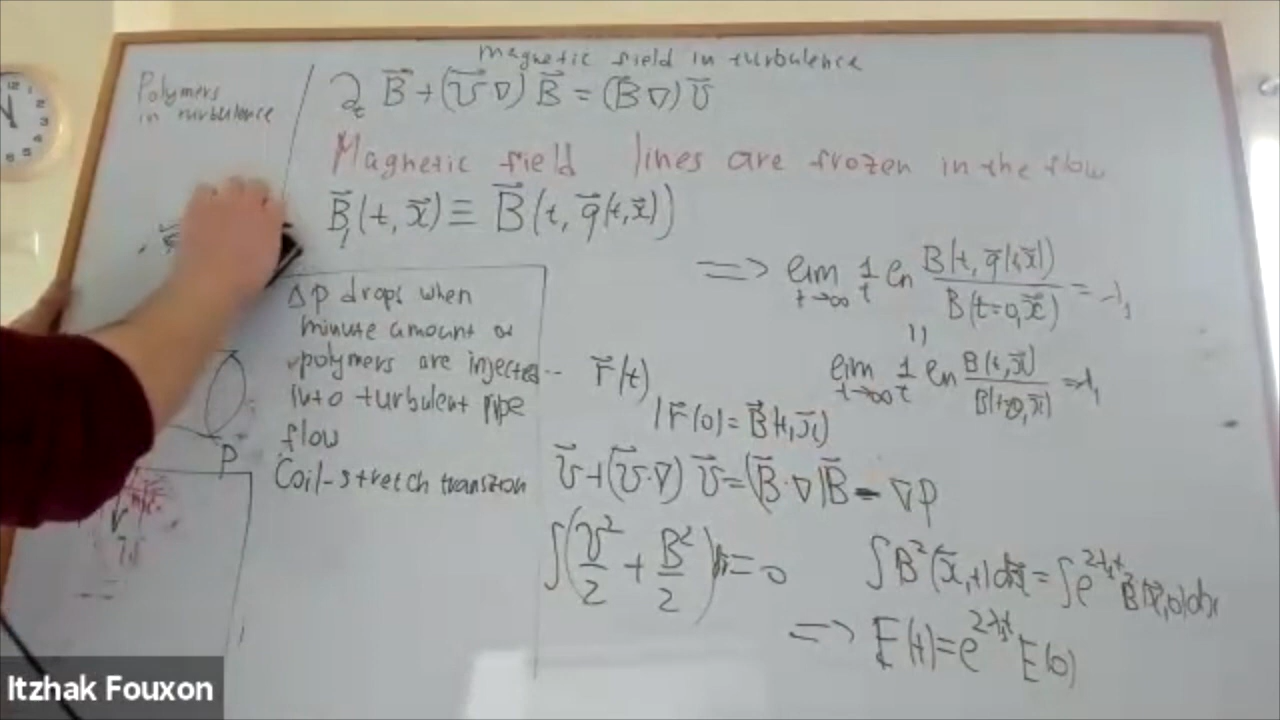 magnetic field in turbulence
Polymers
in turbulence
∂ₜ B⃗ + (v⃗ ∇) B⃗ = (B⃗ ∇) v⃗
Magnetic field lines are frozen in the flow
B⃗₁(t, x⃗) ≡ B⃗(t, q⃗(t, x⃗))
=> lim t→∞ 1/t ln B(t, q⃗(t, x⃗)) / B(t=0, x⃗) = λ₁
lim t→∞ 1/t ln B(t, x⃗) / B(t=0, x⃗) = λ₁
Δp drops when
minute amount of
polymers are injected
into turbulent pipe
flow
Coil-stretch transition
r⃗(t)
r⃗(0) = B⃗(t, x⃗)
v⃗ + (v⃗·∇) v⃗ = (B⃗·∇)B⃗ - ∇p
∫(v²/2 + B²/2) = 0
∫B²(x⃗, t) dx⃗ = ∫e^(2λ₁t) B²(x⃗, 0) dx
=> E(t) = e^(2λ₁t) E(0)
P
Itzhak Fouxon